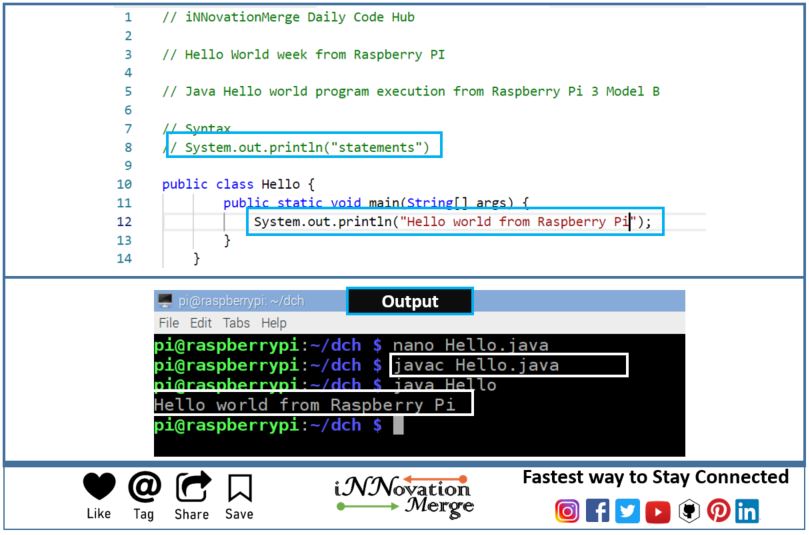 1 // iNNovationMerge Daily Code Hub
2
3 // Hello World week from Raspberry PI
4
5 // Java Hello world program execution from Raspberry Pi 3 Model B
6
7 // Syntax
8 // System.out.println("statements")
9
10 public class Hello {
11 public static void main(String[] args) {
12 System.out.println("Hello world from Raspberry Pi");
13 }
14 }
pi@raspberrypi: ~/dch
Output
File Edit Tabs Help
pi@raspberrypi:~/dch $ nano Hello.java
pi@raspberrypi:~/dch $ javac Hello.java
pi@raspberrypi:~/dch $ java Hello
Hello world from Raspberry Pi
pi@raspberrypi:~/dch $
Like Tag Share Save
iNNovation
Merge
Fastest way to Stay Connected